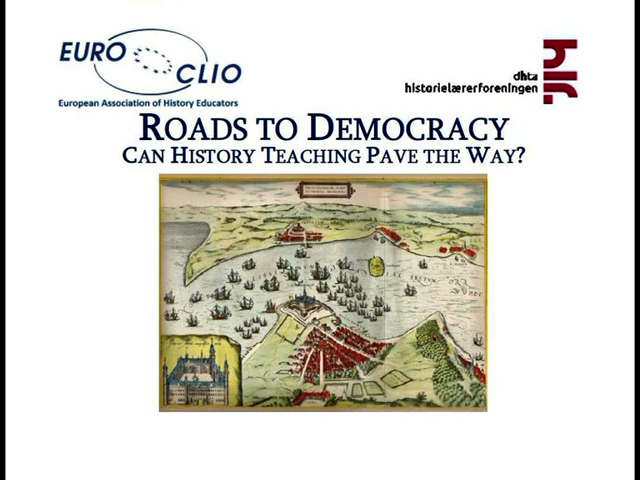 EURO
CLIO
European Association of History Educators
dhta
historielærerforeningen
hlf.
ROADS TO DEMOCRACY
CAN HISTORY TEACHING PAVE THE WAY?